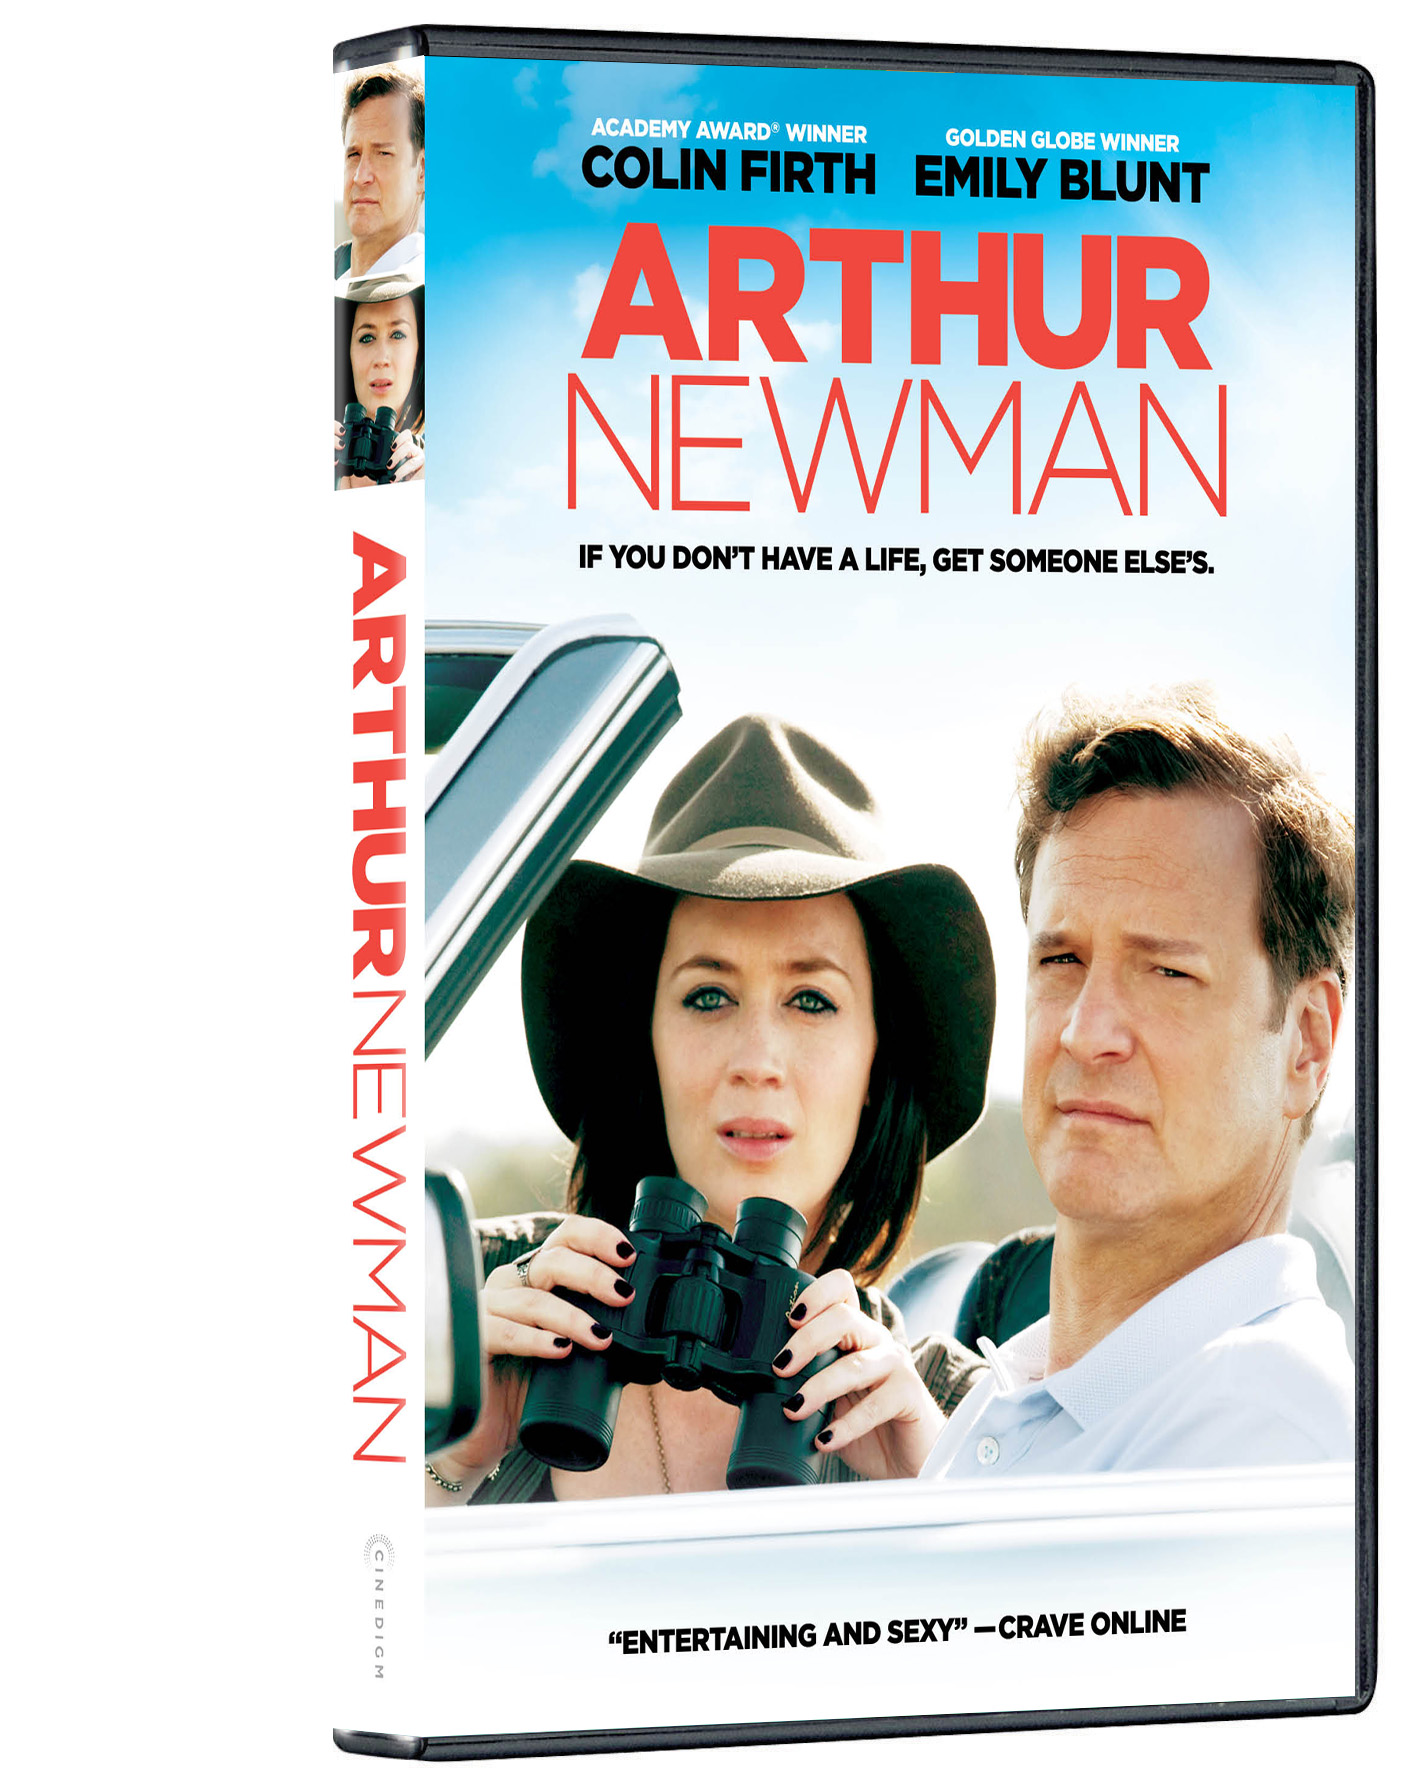 ACADEMY AWARD® WINNER
COLIN FIRTH
GOLDEN GLOBE WINNER
EMILY BLUNT
ARTHUR
NEWMAN
IF YOU DON'T HAVE A LIFE, GET SOMEONE ELSE'S.
“ENTERTAINING AND SEXY” —CRAVE ONLINE
ARTHUR NEWMAN
CINEDIGM